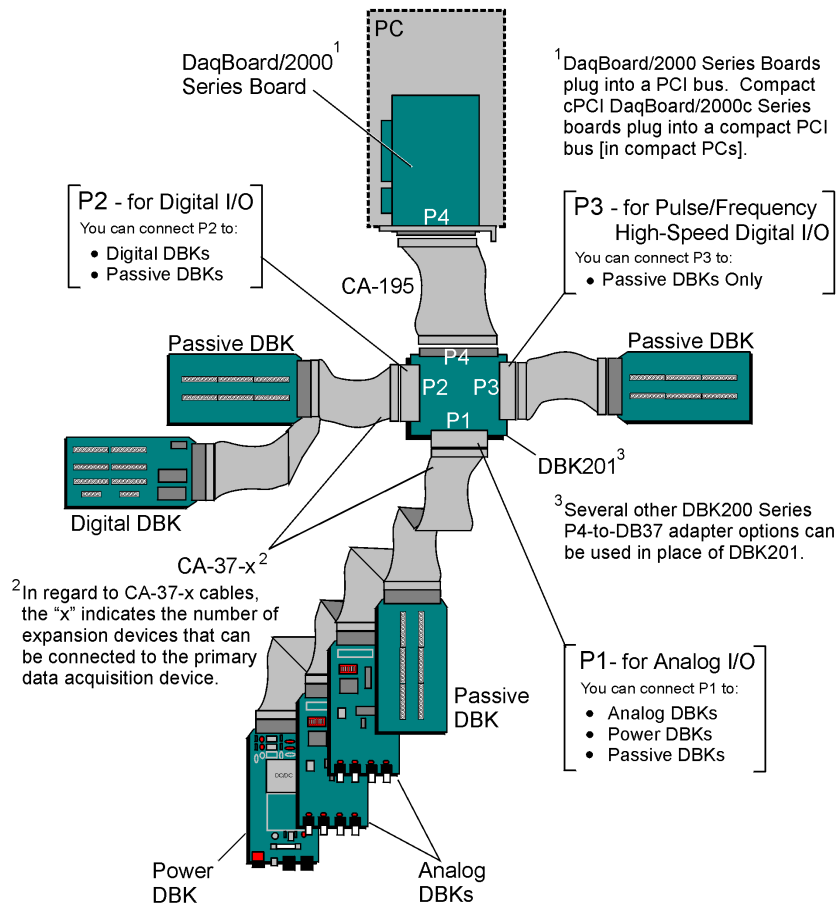 PC
DaqBoard/2000¹
Series Board
¹DaqBoard/2000 Series Boards
plug into a PCI bus. Compact
cPCI DaqBoard/2000c Series
boards plug into a compact PCI
bus [in compact PCs].
P2 - for Digital I/O
You can connect P2 to:
• Digital DBKs
• Passive DBKs
P4
P3 - for Pulse/Frequency
High-Speed Digital I/O
You can connect P3 to:
• Passive DBKs Only
CA-195
Passive DBK
Passive DBK
P4
P2
P3
P1
DBK201³
Digital DBK
³Several other DBK200 Series
P4-to-DB37 adapter options can
be used in place of DBK201.
CA-37-x²
²In regard to CA-37-x cables,
the “x” indicates the number of
expansion devices that can
be connected to the primary
data acquisition device.
P1- for Analog I/O
You can connect P1 to:
• Analog DBKs
• Power DBKs
• Passive DBKs
Passive
DBK
DC/DC
Power
DBK
Analog
DBKs